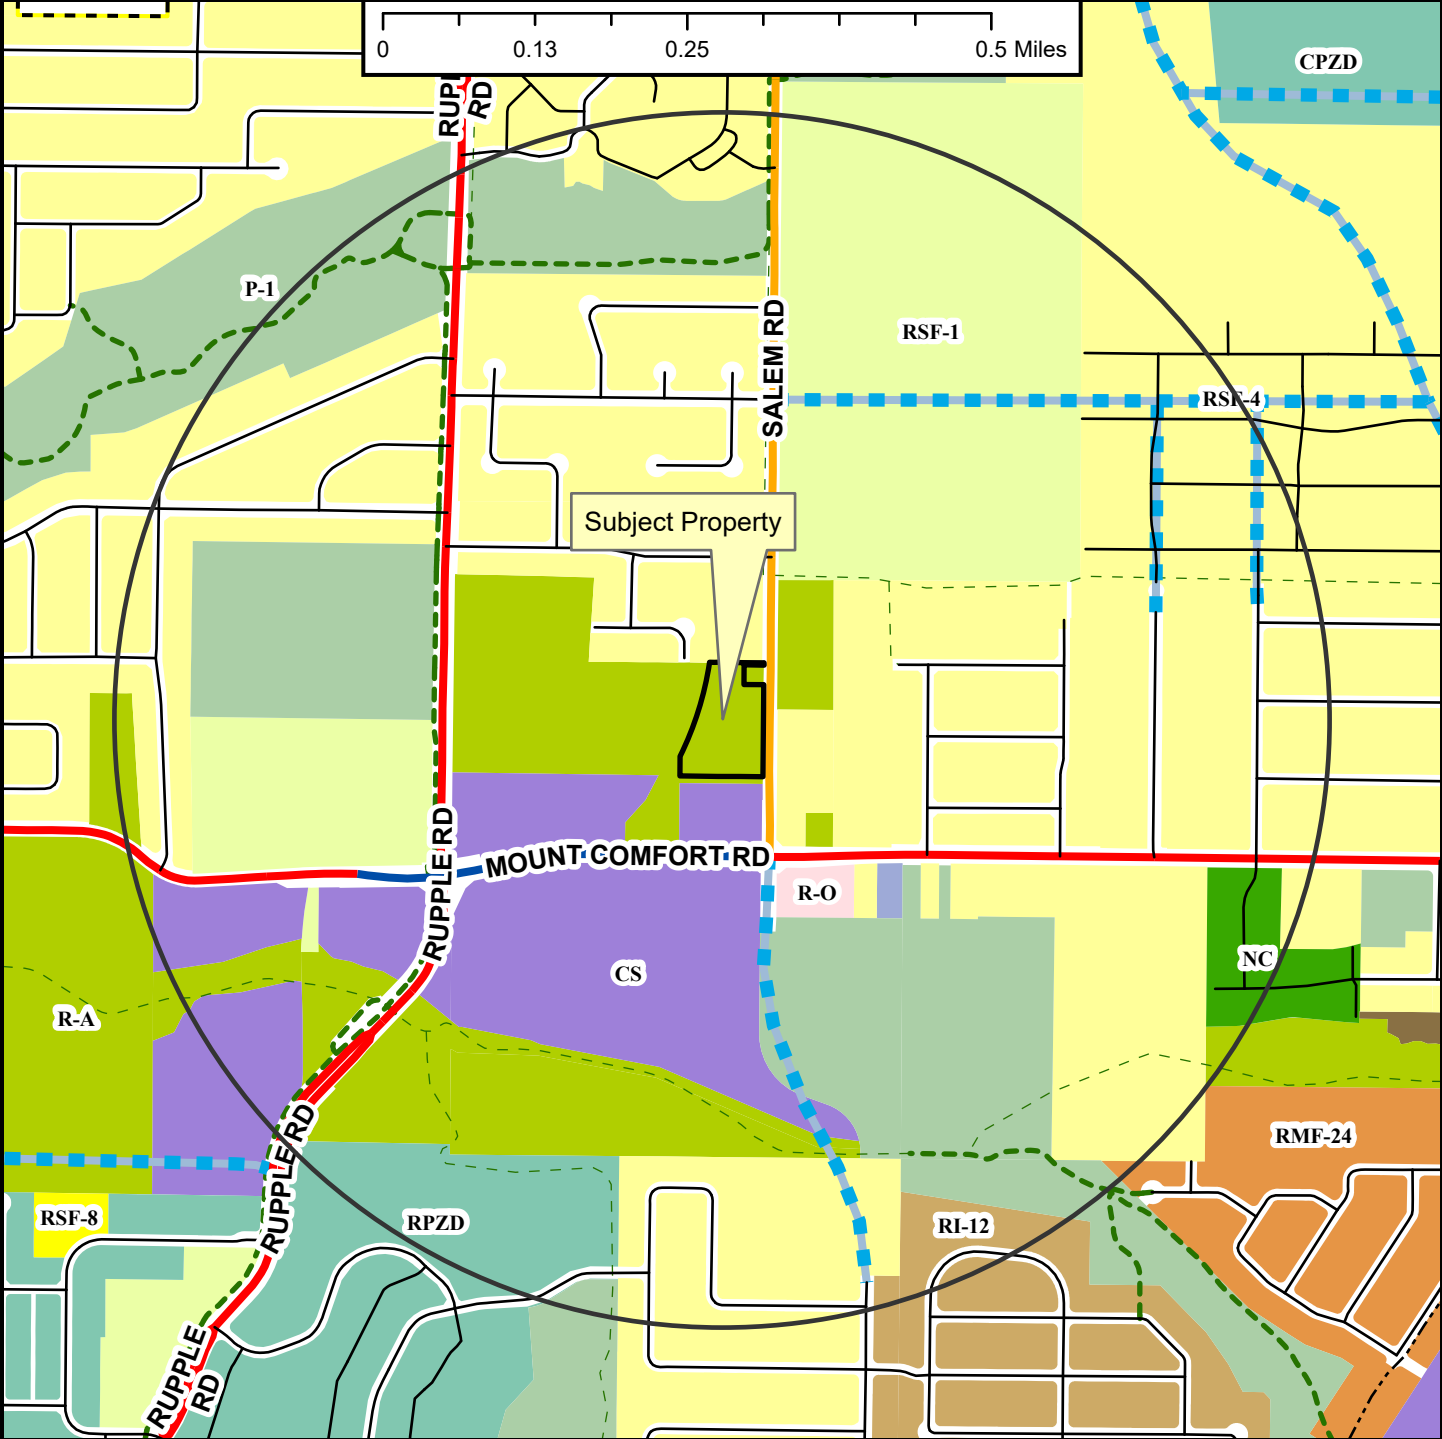 0 0.13 0.25 0.5 Miles
CPZD
RD
P-1
SALEM RD
RSF-1
RSF-4
Subject Property
RUPPLE RD
MOUNT COMFORT RD
R-O
RUPPLE RD
CS
NC
R-A
RUPPLE RD
RMF-24
RSF-8
RPZD
RI-12
RUPPLE
RD